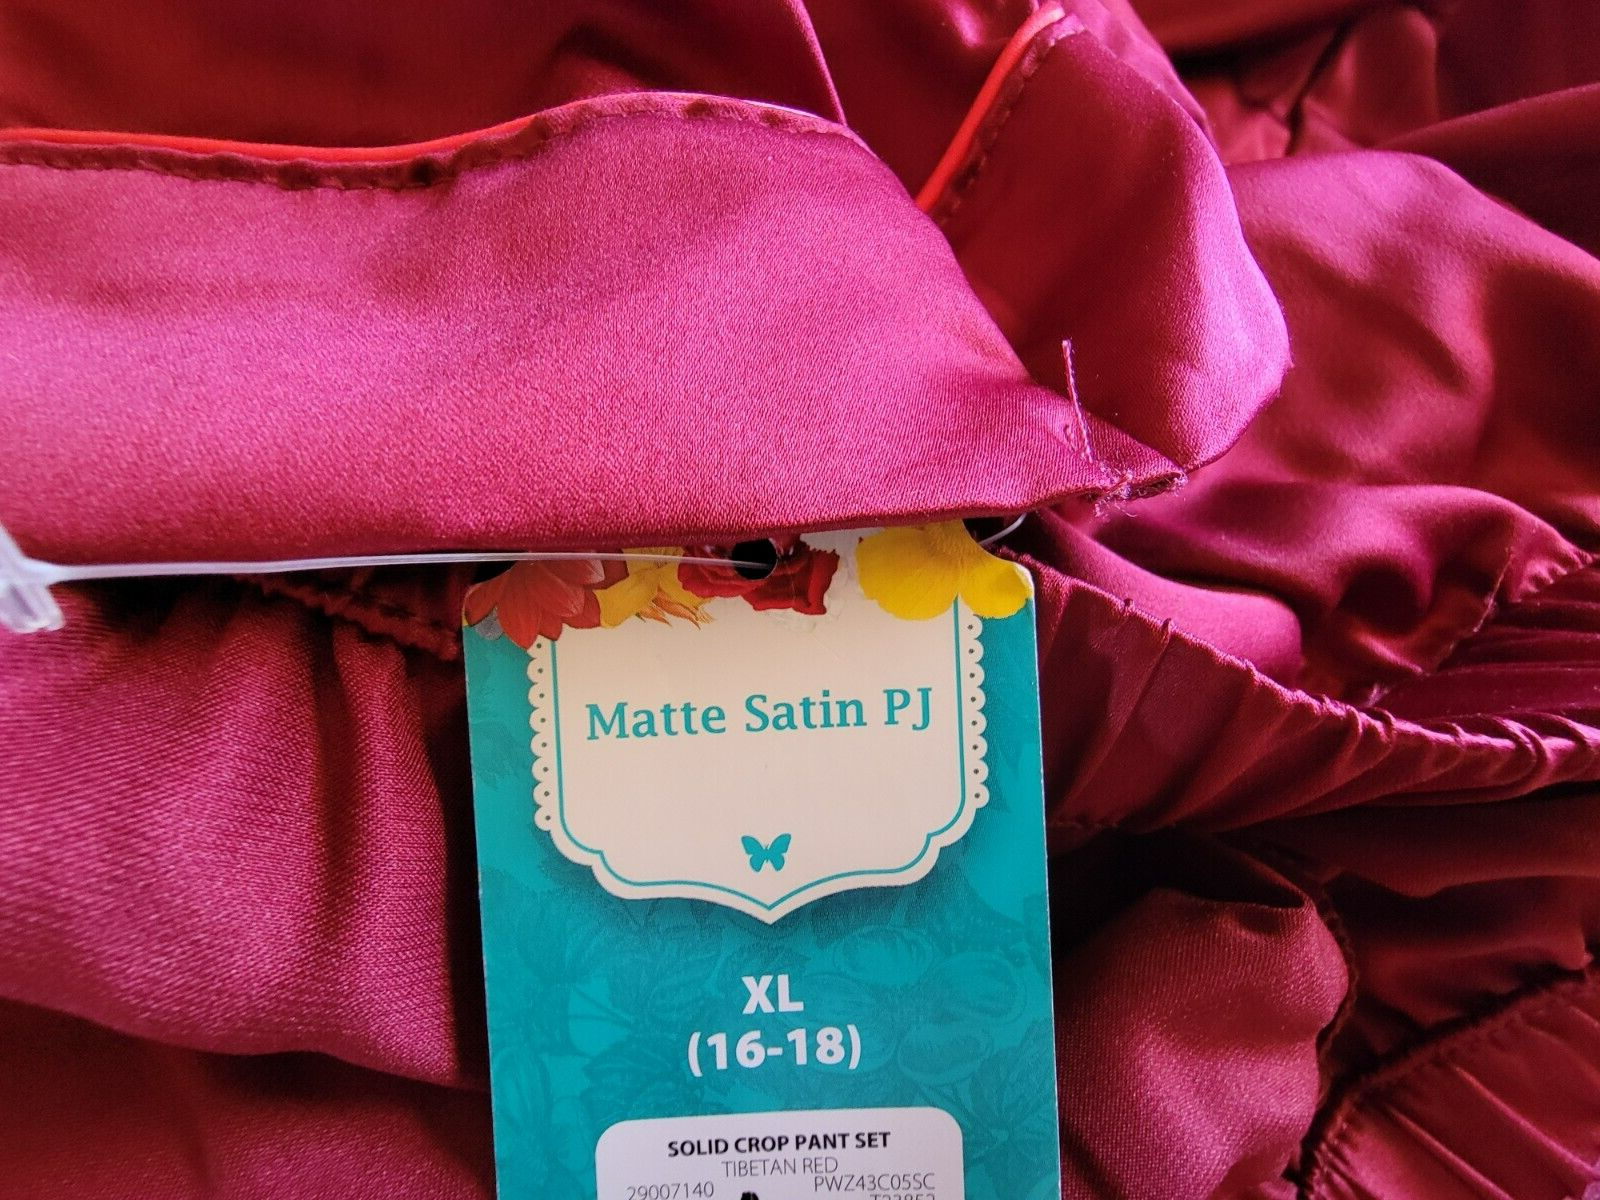 Matte Satin PJ
XL
(16-18)
SOLID CROP PANT SET
TIBETAN RED
29007140 PWZ43C05SC